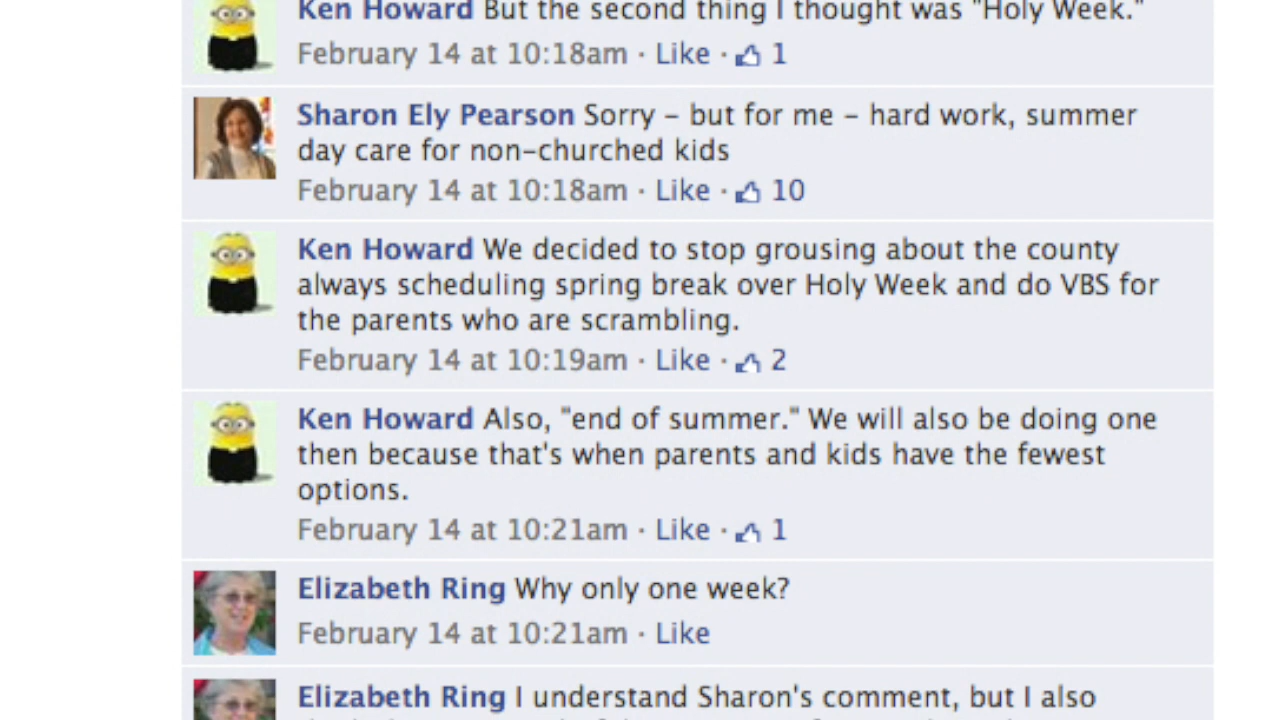 Ken Howard But the second thing I thought was "Holy Week."
February 14 at 10:18am · Like · 1
Sharon Ely Pearson Sorry – but for me – hard work, summer
day care for non-churched kids
February 14 at 10:18am · Like · 10
Ken Howard We decided to stop grousing about the county
always scheduling spring break over Holy Week and do VBS for
the parents who are scrambling.
February 14 at 10:19am · Like · 2
Ken Howard Also, "end of summer." We will also be doing one
then because that's when parents and kids have the fewest
options.
February 14 at 10:21am · Like · 1
Elizabeth Ring Why only one week?
February 14 at 10:21am · Like
Elizabeth Ring I understand Sharon's comment, but I also